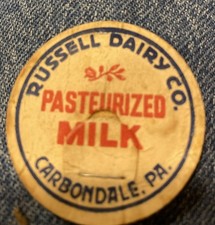 RUSSELL DAIRY CO.
PASTEURIZED
MILK
CARBONDALE, PA.